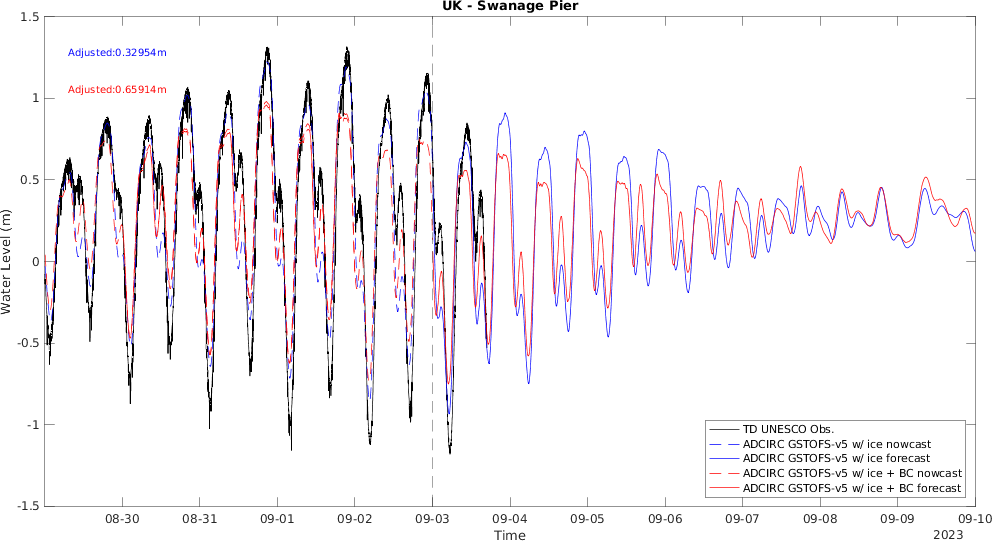 UK - Swanage Pier
1.5
1
0.5
0
-0.5
-1
-1.5
Water Level (m)
Adjusted:0.32954m
Adjusted:0.65914m
TD UNESCO Obs.
ADCIRC GSTOFS-v5 w/ ice nowcast
ADCIRC GSTOFS-v5 w/ ice forecast
ADCIRC GSTOFS-v5 w/ ice + BC nowcast
ADCIRC GSTOFS-v5 w/ ice + BC forecast
08-30 08-31 09-01 09-02 09-03 09-04 09-05 09-06 09-07 09-08 09-09 09-10
Time
2023